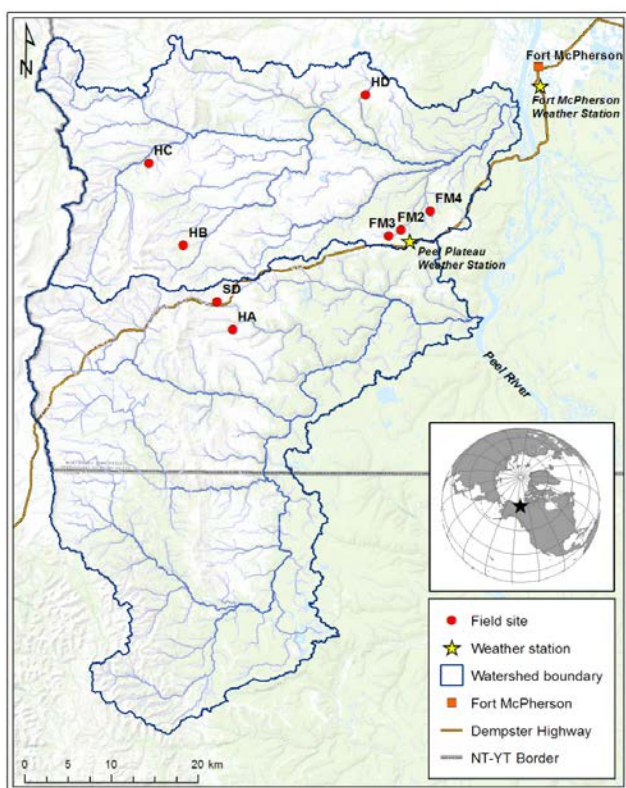 N
Fort McPherson
Fort McPherson
Weather Station
HD
HC
FM4
FM2
FM3
HB
Peel Plateau
Weather Station
SD
HA
Peel River
Field site
Weather station
Watershed boundary
Fort McPherson
Dempster Highway
NT-YT Border
0 5 10 20 km